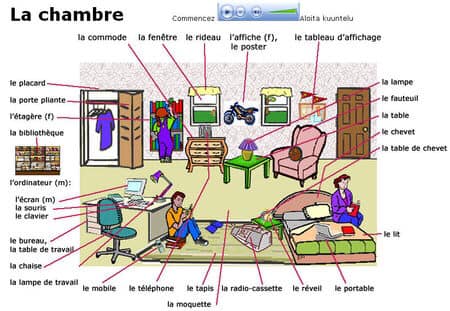 La chambre
Commencez
Aloita kuuntelu
la commode
la fenêtre
le rideau
l'affiche (f),
le poster
le tableau d'affichage
le placard
la porte pliante
l'étagère (f)
la bibliothèque
l'ordinateur (m):
l'écran (m)
la souris
le clavier
le bureau,
la table de travail
la chaise
la lampe de travail
la lampe
le fauteuil
la table
le chevet
la table de chevet
le lit
le mobile
le téléphone
le tapis
la radio-cassette
le réveil
le portable
la moquette